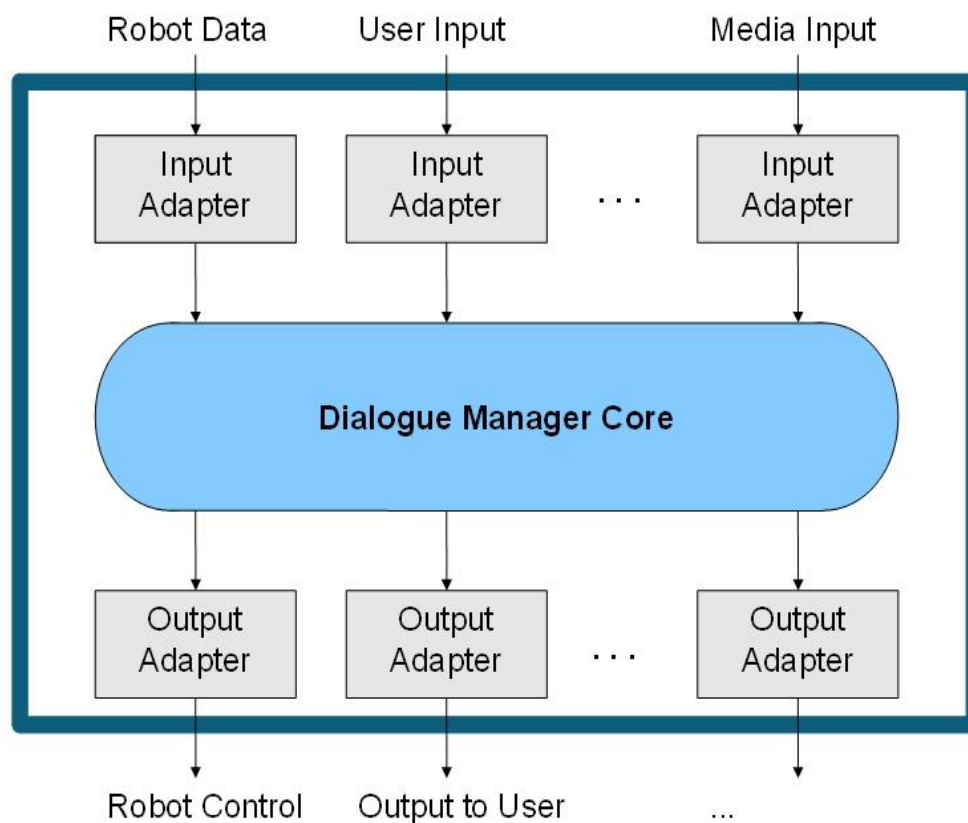 Robot Data User Input Media Input
Input Adapter
Input Adapter
. . .
Input Adapter
Dialogue Manager Core
Output Adapter
Output Adapter
. . .
Output Adapter
Robot Control Output to User ...